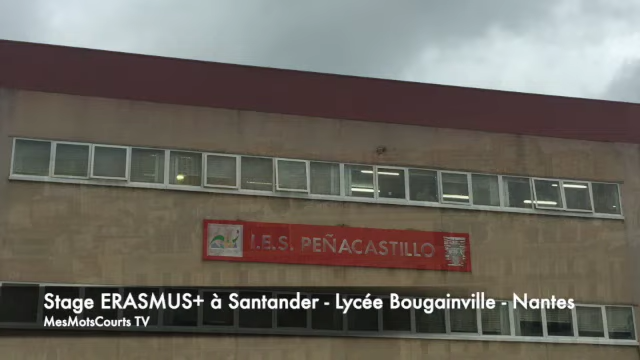 I.E.S. PEÑACASTILLO
Stage ERASMUS+ à Santander - Lycée Bougainville - Nantes
MesMotsCourts TV